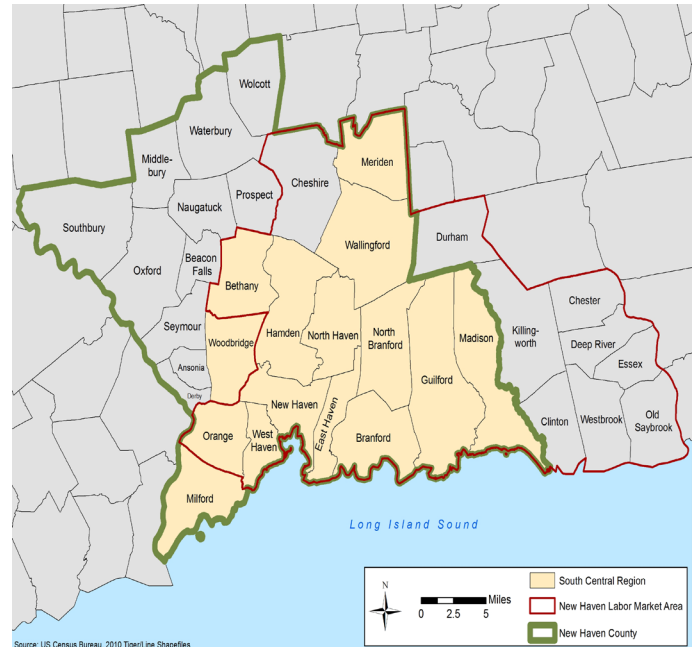 Wolcott
Waterbury
Middle-
bury
Meriden
Cheshire
Prospect
Naugatuck
Southbury
Wallingford
Durham
Oxford
Beacon
Falls
Bethany
Chester
Seymour
Woodbridge
Hamden
North Haven
North
Branford
Madison
Killing-
worth
Deep River
Essex
Ansonia
Guilford
Derby
New Haven
East Haven
Orange
West
Haven
Branford
Clinton
Westbrook
Old
Saybrook
Milford
Long Island Sound
N
Miles
0 2.5 5
South Central Region
New Haven Labor Market Area
New Haven County
Source: US Census Bureau, 2010 Tiger/Line Shapefiles